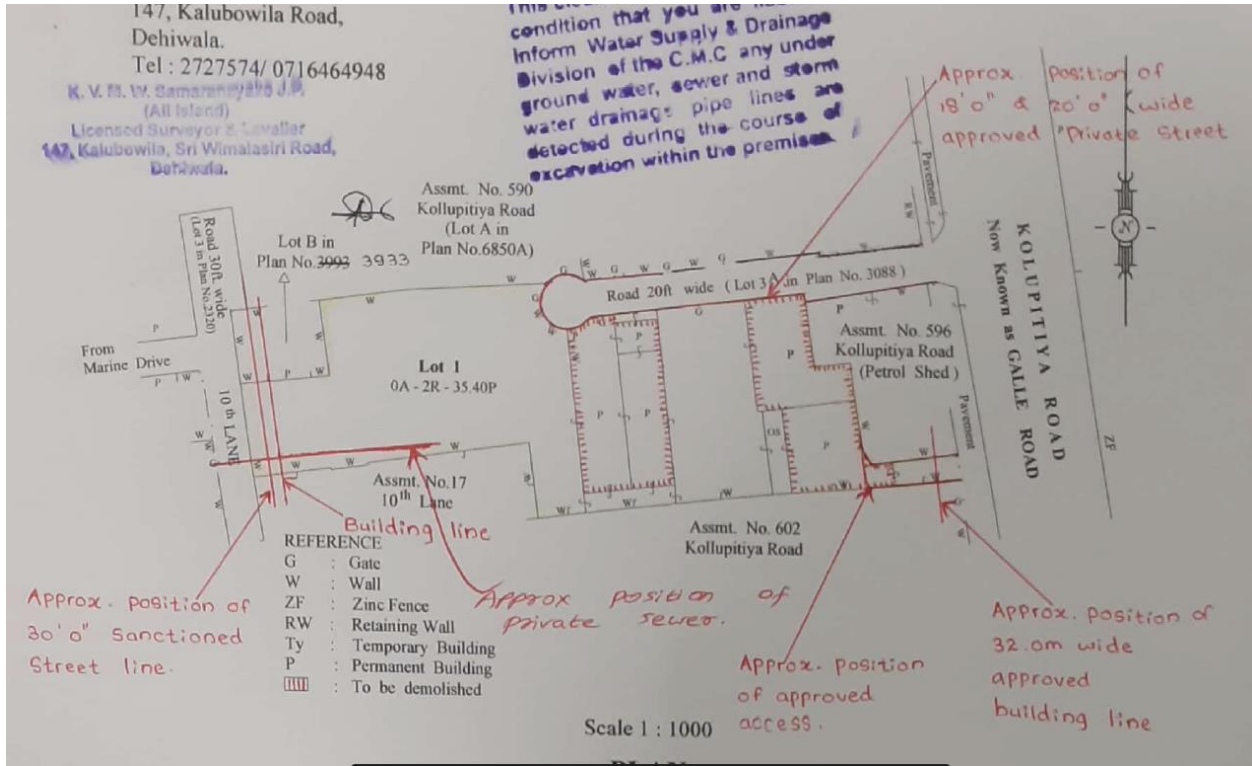 147, Kalubowila Road,
Dehiwala.
Tel : 2727574/ 0716464948
K. V. M. W. Samaranayake J.P.
(All Island)
Licensed Surveyor & Leveller
147, Kalubowila, Sri Wimalasiri Road,
Dehiwala.
condition that you are
Inform Water Supply & Drainage
Division of the C.M.C any under
ground water, sewer and storm
water drainage pipe lines are
detected during the course of
excavation within the premises
Approx. position of
18'0" & 20'0" wide
approved Private Street
Assmt. No. 590
Kollupitiya Road
(Lot A in
Plan No.6850A)
Lot B in
Plan No.3993 3933
Road 30ft. wide
(Lot 3 in Plan No.2320)
From
Marine Drive
10 th LANE
Lot 1
0A - 2R - 35.40P
Road 20ft wide ( Lot 3A in Plan No. 3088 )
Assmt. No. 596
Kollupitiya Road
(Petrol Shed )
Pavement
RW
Pavement
KOLUPITIYA ROAD
Now Known as GALLE ROAD
ZF
GS
P
P
P
P
P
Assmt. No.17
10th Lane
Assmt. No. 602
Kollupitiya Road
Building line
REFERENCE
G : Gate
W : Wall
ZF : Zinc Fence
RW : Retaining Wall
Ty : Temporary Building
P : Permanent Building
: To be demolished
Approx. position of
30'0" Sanctioned
Street line.
Approx position of
private sewer.
Approx. position
of approved
access.
Approx. position of
32.0m wide
approved
building line
Scale 1 : 1000